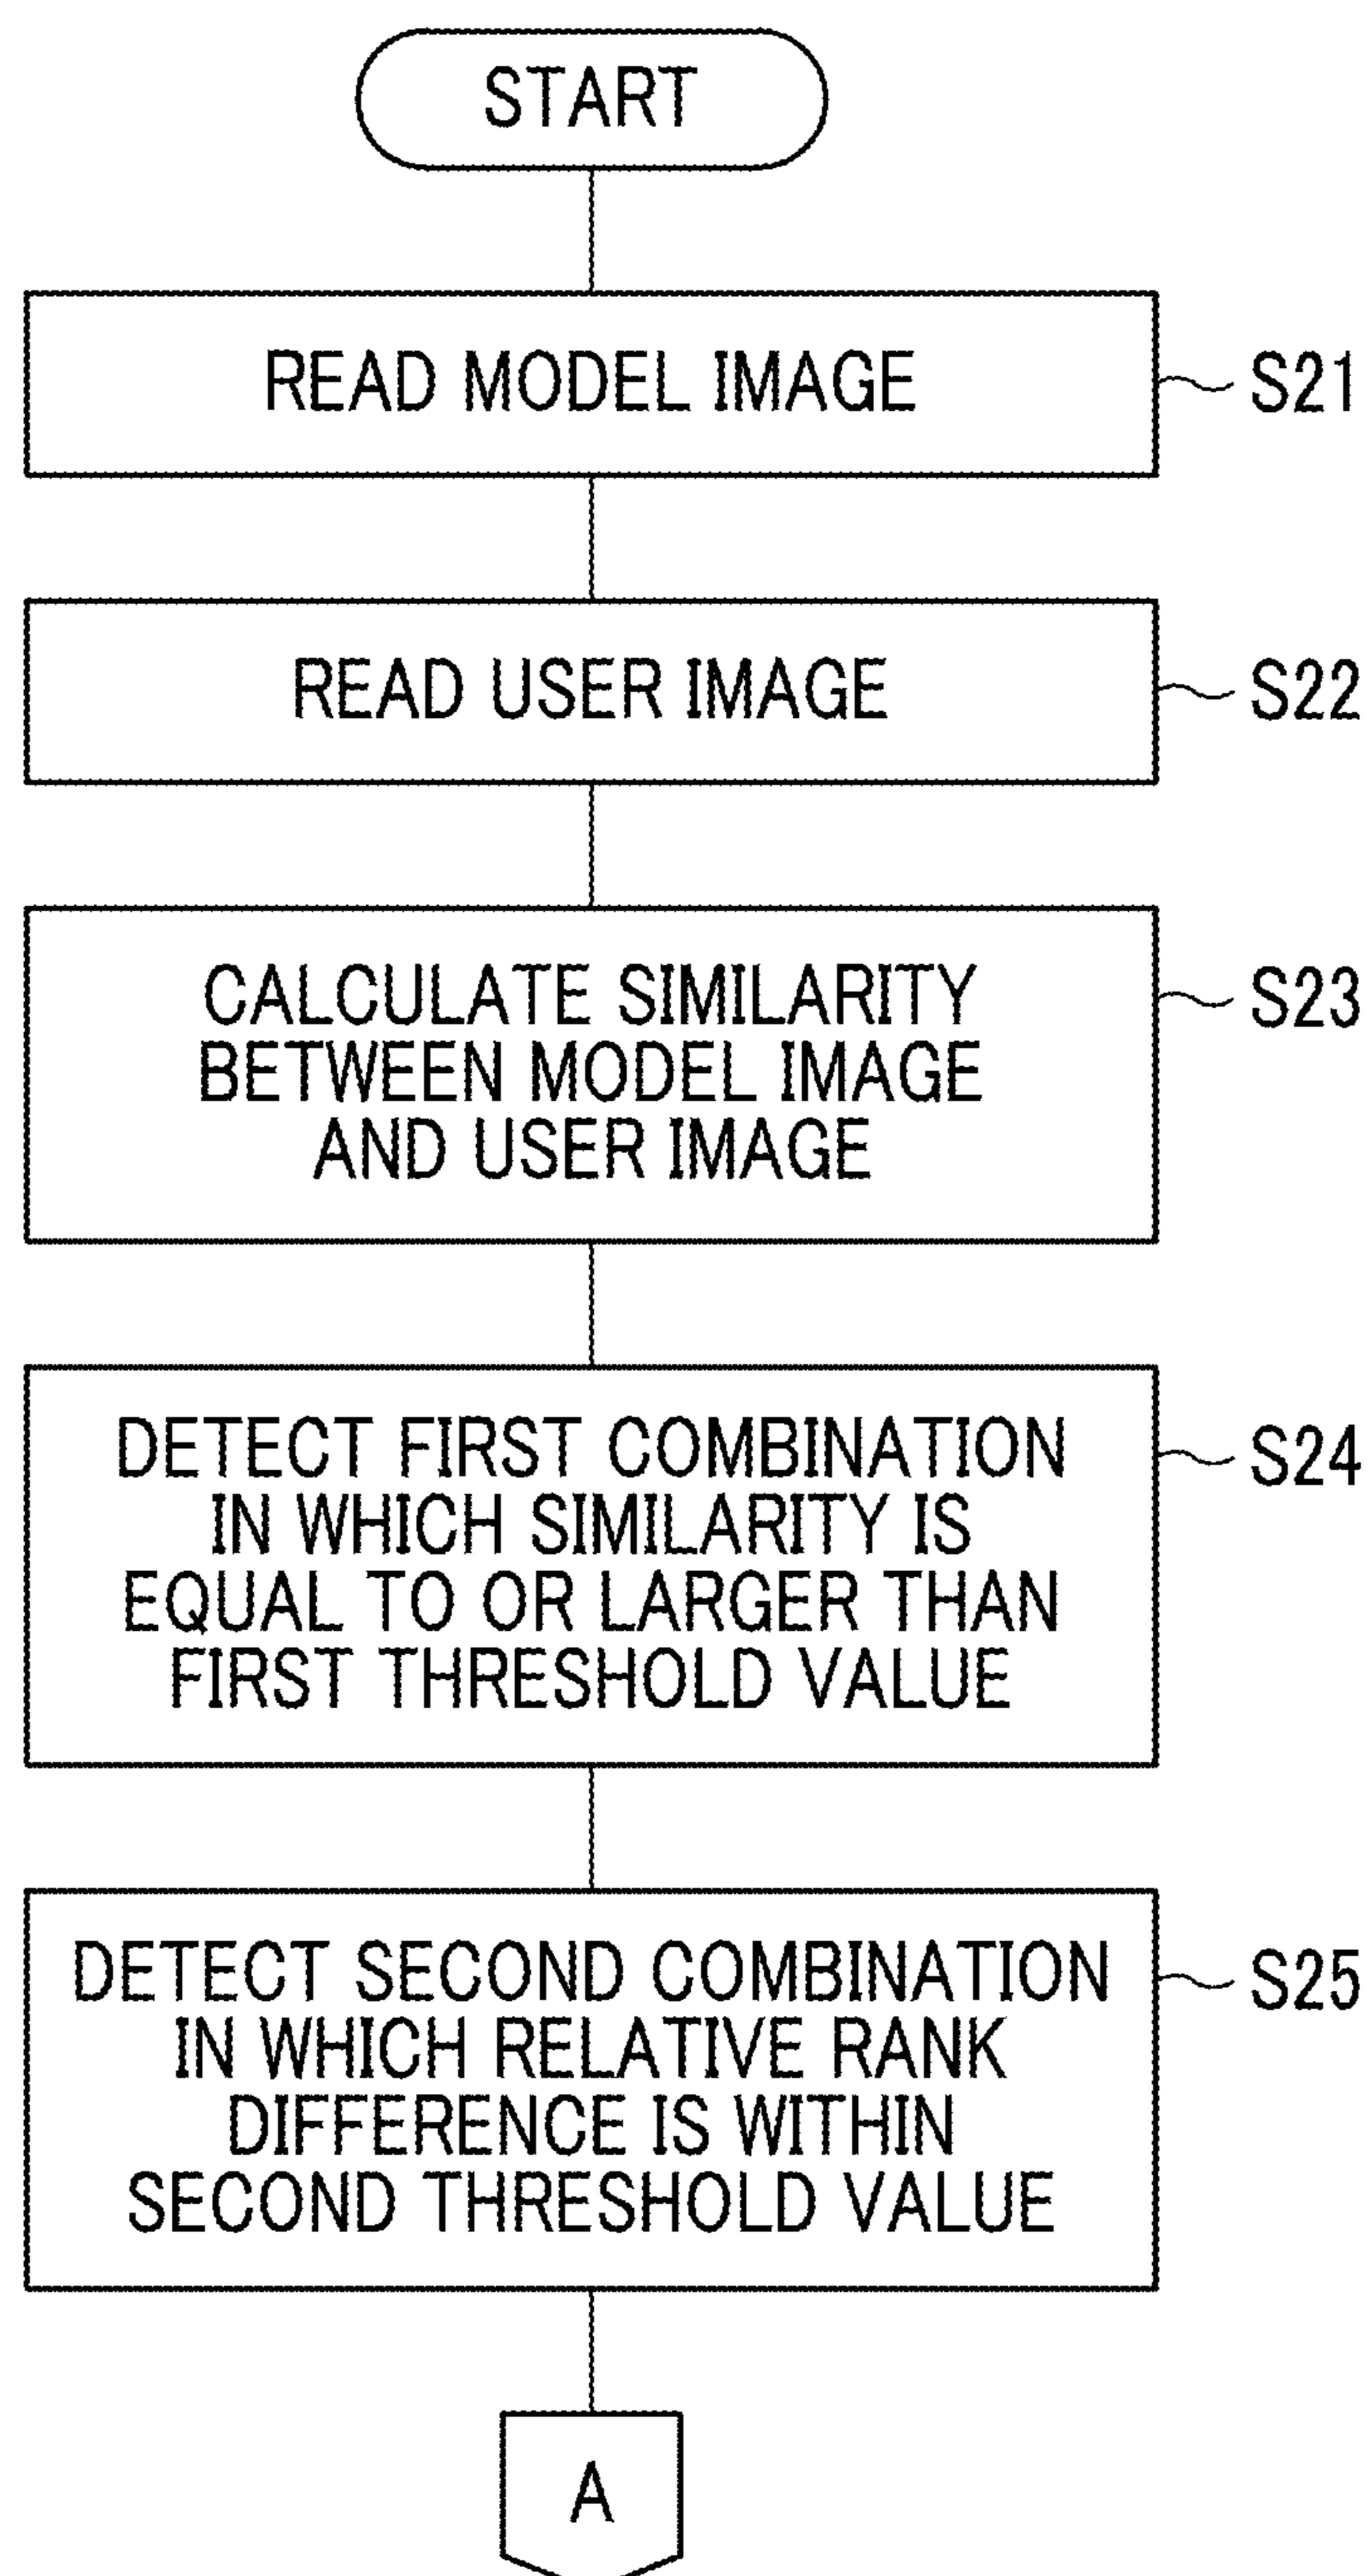 START
READ MODEL IMAGE
S21
READ USER IMAGE
S22
CALCULATE SIMILARITY
BETWEEN MODEL IMAGE
AND USER IMAGE
S23
DETECT FIRST COMBINATION
IN WHICH SIMILARITY IS
EQUAL TO OR LARGER THAN
FIRST THRESHOLD VALUE
S24
DETECT SECOND COMBINATION
IN WHICH RELATIVE RANK
DIFFERENCE IS WITHIN
SECOND THRESHOLD VALUE
S25
A